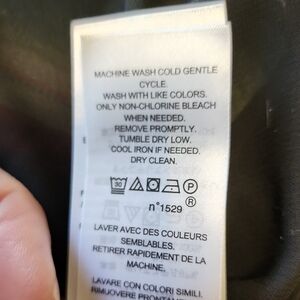 MACHINE WASH COLD GENTLE
CYCLE
WASH WITH LIKE COLORS.
ONLY NON-CHLORINE BLEACH
WHEN NEEDED.
REMOVE PROMPTLY.
TUMBLE DRY LOW.
COOL IRON IF NEEDED.
DRY CLEAN.
30 P
®
n°1529
LAVER AVEC DES COULEURS
SEMBLABLES.
RETIRER RAPIDEMENT DE LA
MACHINE.
LAVARE CON COLORI SIMILI.
RIMUOVERE